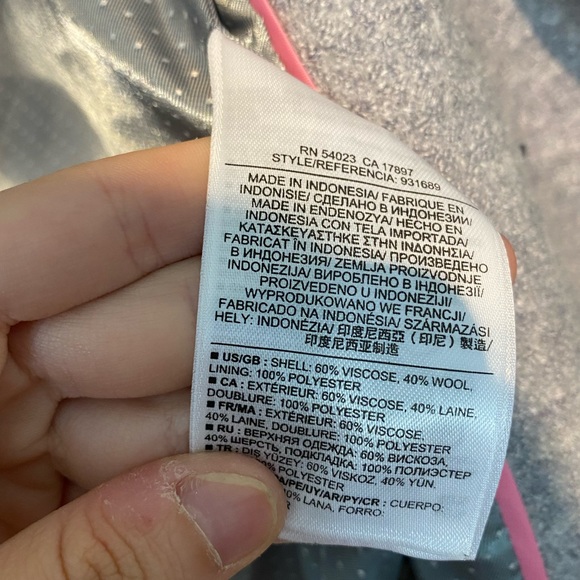 RN 54023 CA 17897
STYLE/REFERENCIA: 931689
MADE IN INDONESIA/ FABRIQUE EN
INDONISIE/ СДЕЛАНО В ИНДОНЕЗИИ/
MADE IN ENDENOZYA/ HECHO EN
INDONESIA CON TELA IMPORTADA/
ΚΑΤΑΣΚΕΥΑΣΤΗΚΕ ΣΤΗΝ ΙΝΔΟΝΗΣΙΑ/
FABRICAT ÎN INDONESIA/ ПРОИЗВЕДЕНО
В ИНДОНЕЗИЯ/ ZEMLJA PROIZVODNJE
INDONEZIJA/ ВИРОБЛЕНО В ІНДОНЕЗІЇ/
PROIZVEDENO U INDONEZIJI/
WYPRODUKOWANO WE FRANCJI/
FABRICADO NA INDONÉSIA/ SZÁRMAZÁSI
HELY: INDONÉZIA/ 印度尼西亞（印尼）製造/
印度尼西亚制造
■ US/GB : SHELL: 60% VISCOSE, 40% WOOL,
LINING: 100% POLYESTER
■ CA : EXTÉRIEUR: 60% VISCOSE, 40% LAINE,
DOUBLURE: 100% POLYESTER
■ FR/MA : EXTÉRIEUR: 60% VISCOSE,
40% LAINE, DOUBLURE: 100% POLYESTER
■ RU : ВЕРХНЯЯ ОДЕЖДА: 60% ВИСКОЗА,
40% ШЕРСТЬ, ПОДКЛАДКА: 100% ПОЛИЭСТЕР
■ TR : DIŞ YÜZEY: 60% VISKOZ, 40% YÜN,
100% POLYESTER
/PE/UY/AR/PY/CR : CUERPO:
LANA, FORRO: